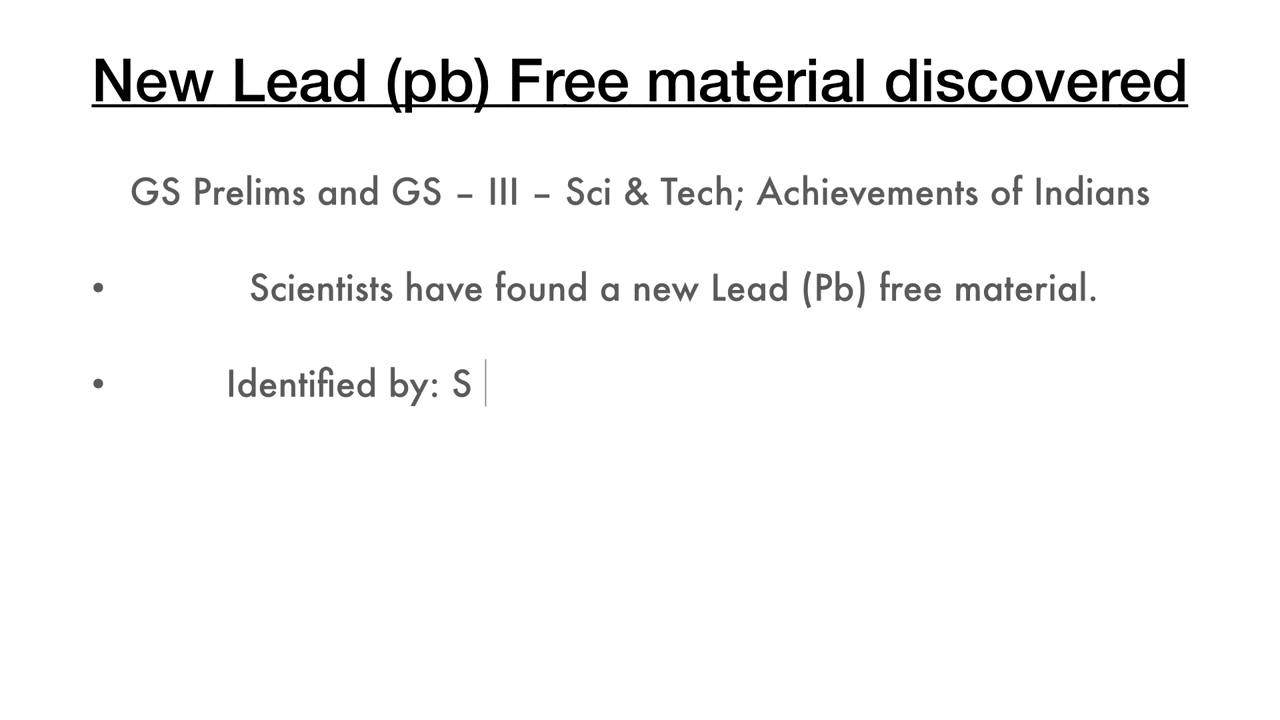 New Lead (pb) Free material discovered
GS Prelims and GS – III – Sci & Tech; Achievements of Indians
• Scientists have found a new Lead (Pb) free material.
• Identified by: S